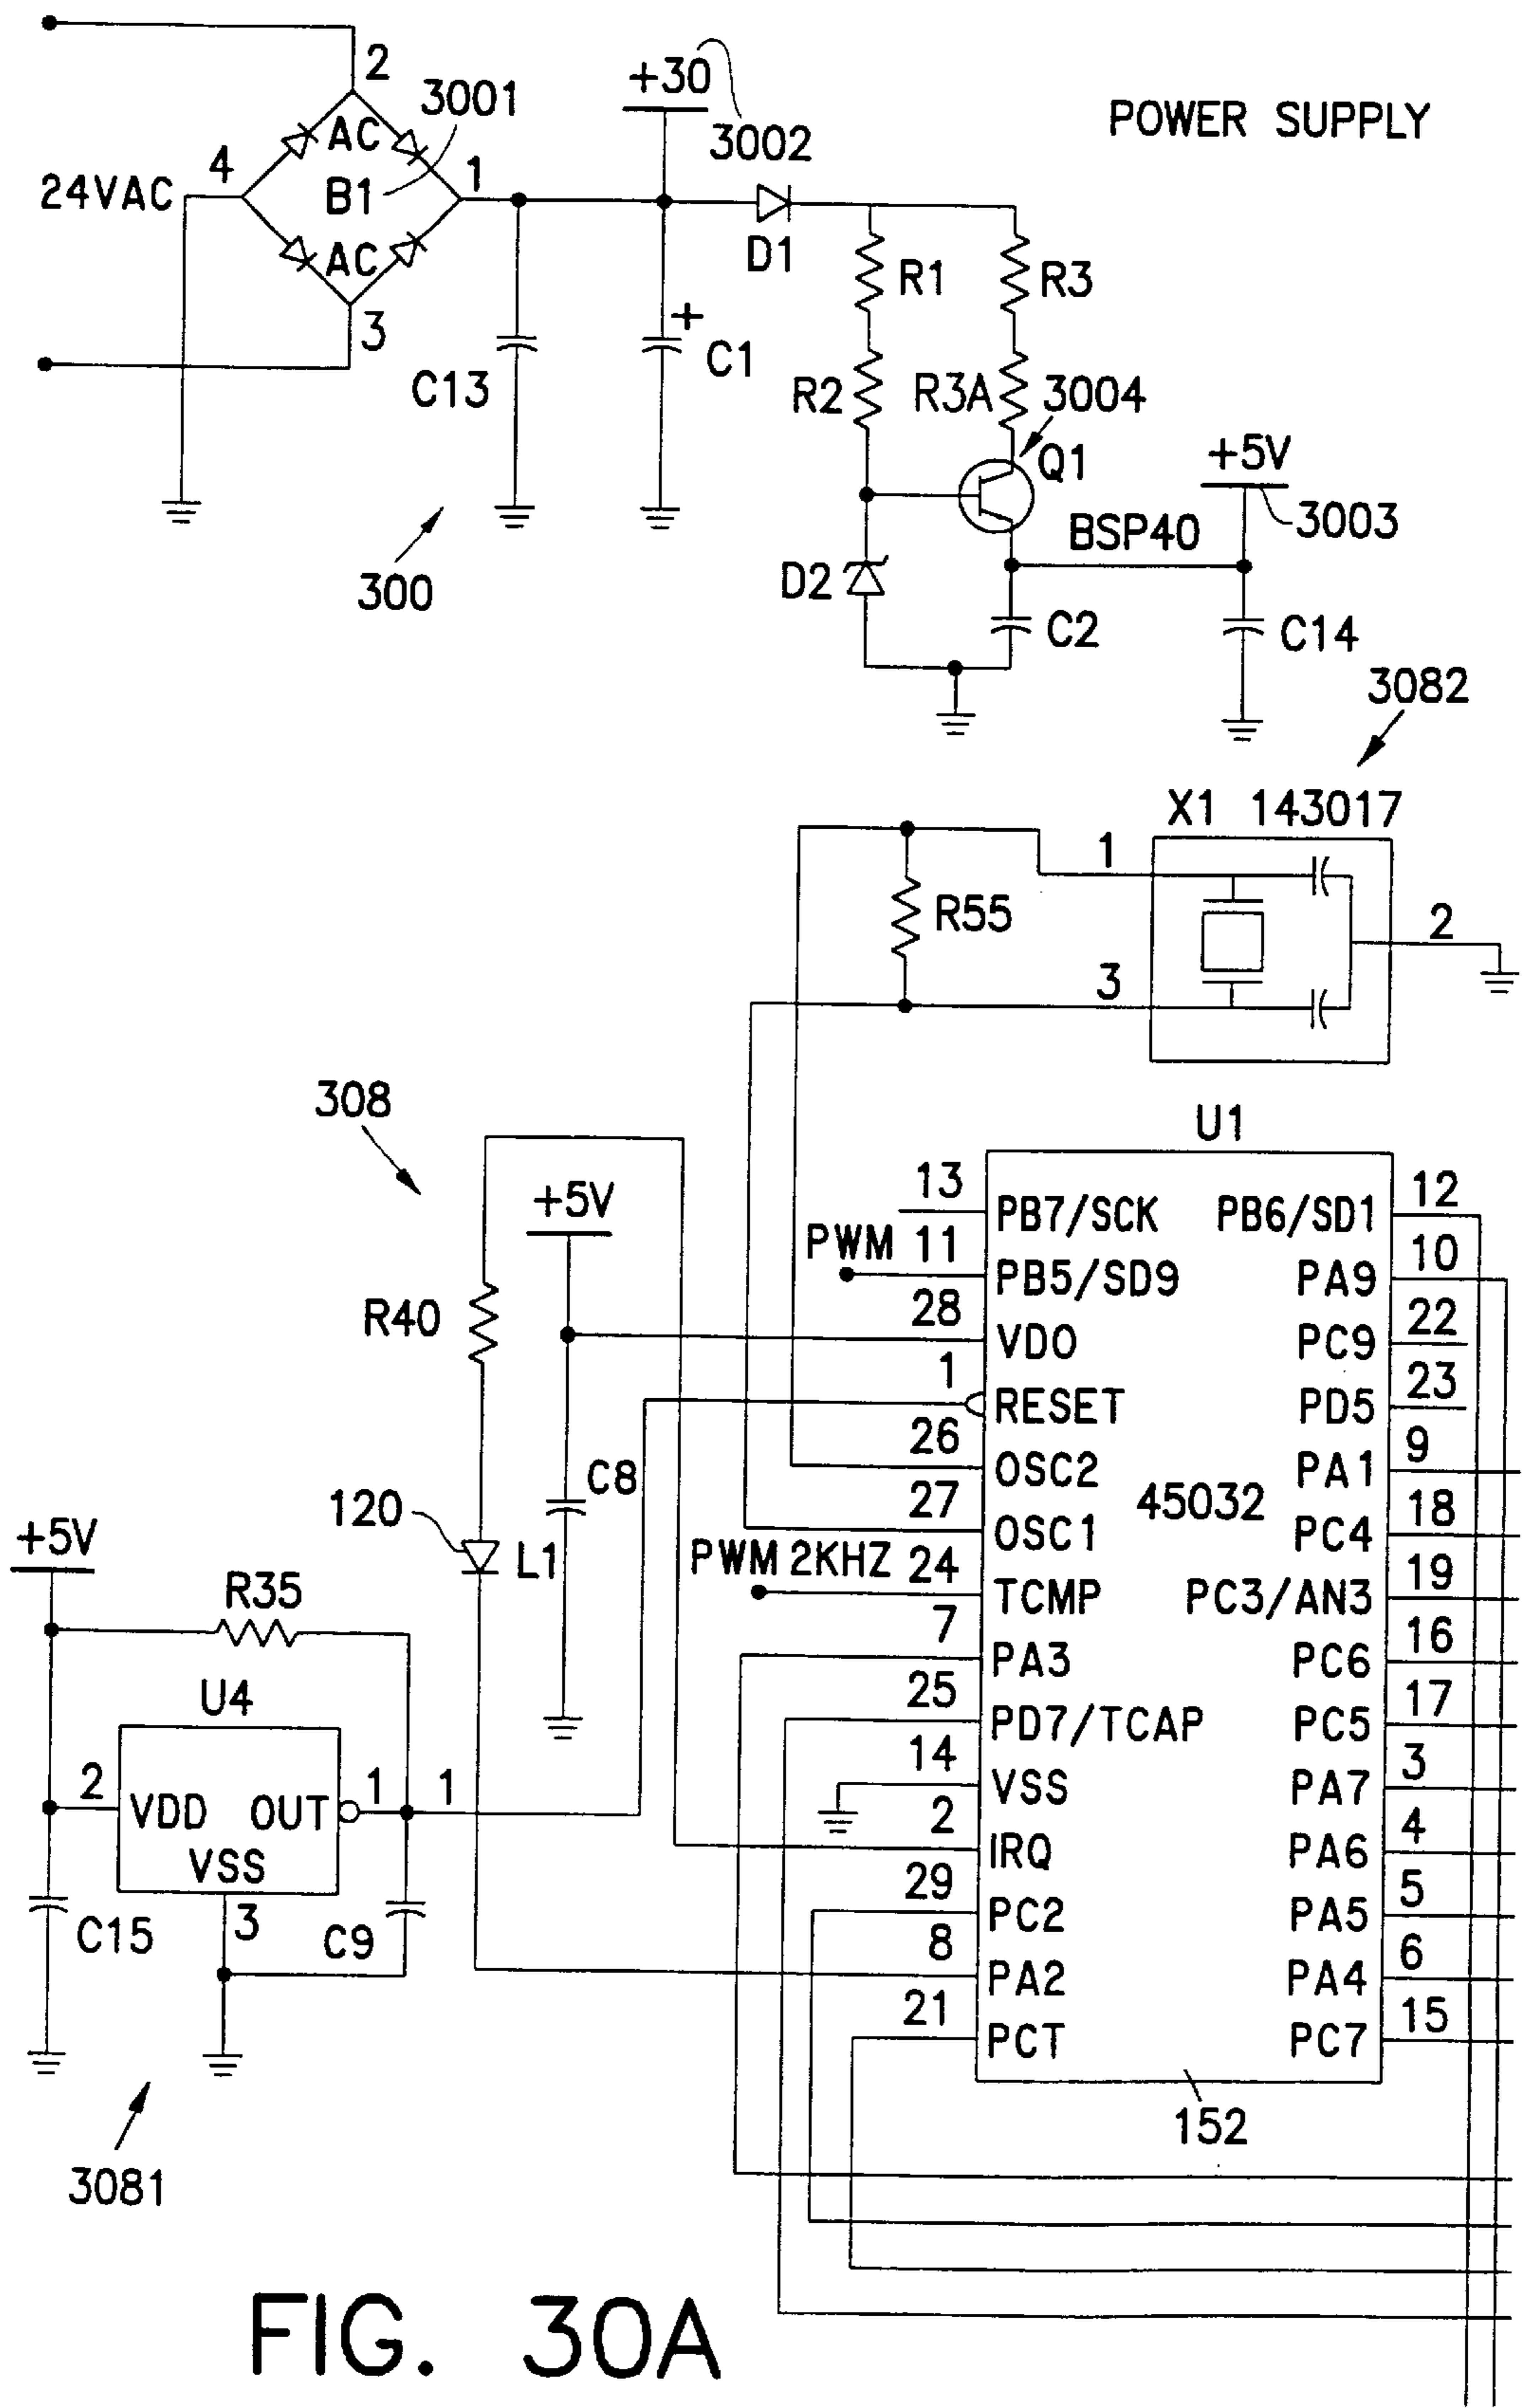 2
+30
3001
3002
POWER SUPPLY
AC
4
24VAC
B1
1
AC
3
D1
R1
R3
C13
C1
+
R2
R3A
3004
Q1
+5V
BSP40
3003
300
D2
C2
C14
3082
X1 143017
1
R55
2
3
308
U1
+5V
13
PB7/SCK
PB6/SD1
12
PWM
11
PB5/SD9
PA9
10
R40
28
VDO
PC9
22
1
RESET
PD5
23
26
OSC2
PA1
9
C8
45032
120
27
OSC1
PC4
18
L1
+5V
PWM 2KHZ
24
TCMP
PC3/AN3
19
R35
7
PA3
PC6
16
U4
25
PD7/TCAP
PC5
17
2
VDD
OUT
1
1
14
VSS
PA7
3
VSS
2
IRQ
PA6
4
3
C15
C9
29
PC2
PA5
5
8
PA2
PA4
6
21
PCT
PC7
15
152
3081
FIG. 30A